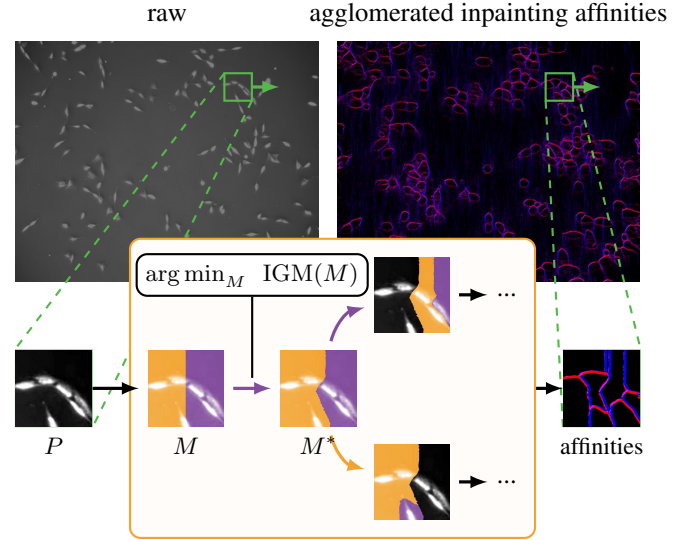 raw
agglomerated inpainting affinities
arg min_M IGM(M)
...
P
M
M*
affinities
...